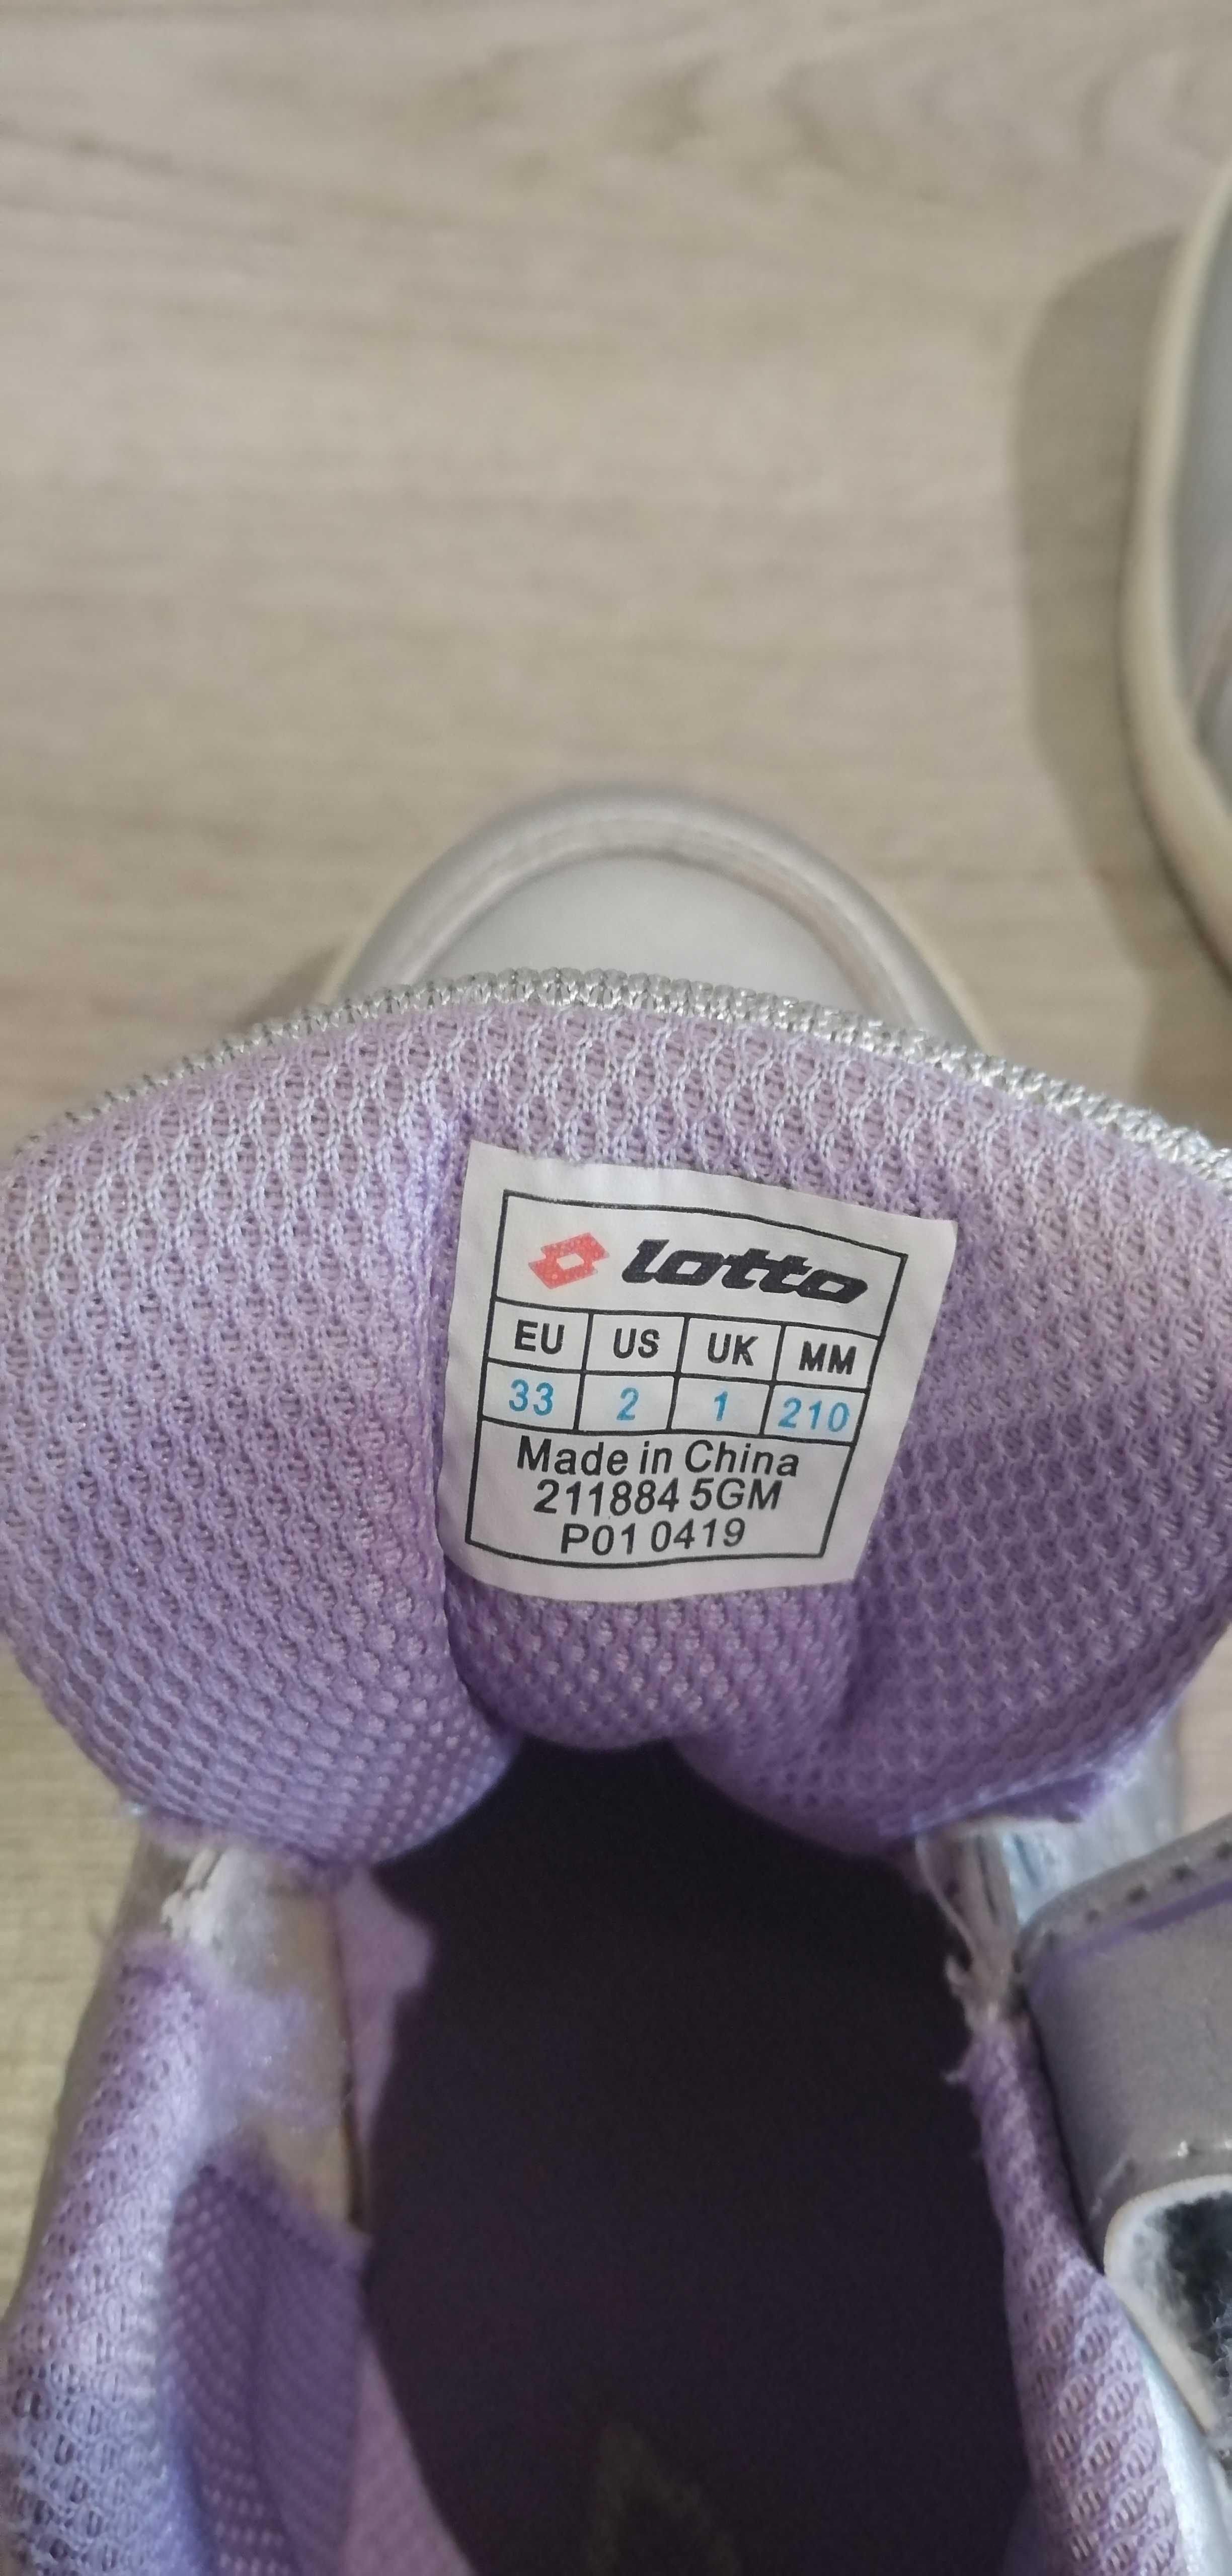 lotto
EU US UK MM
33 2 1 210
Made in China
211884 5GM
P01 0419